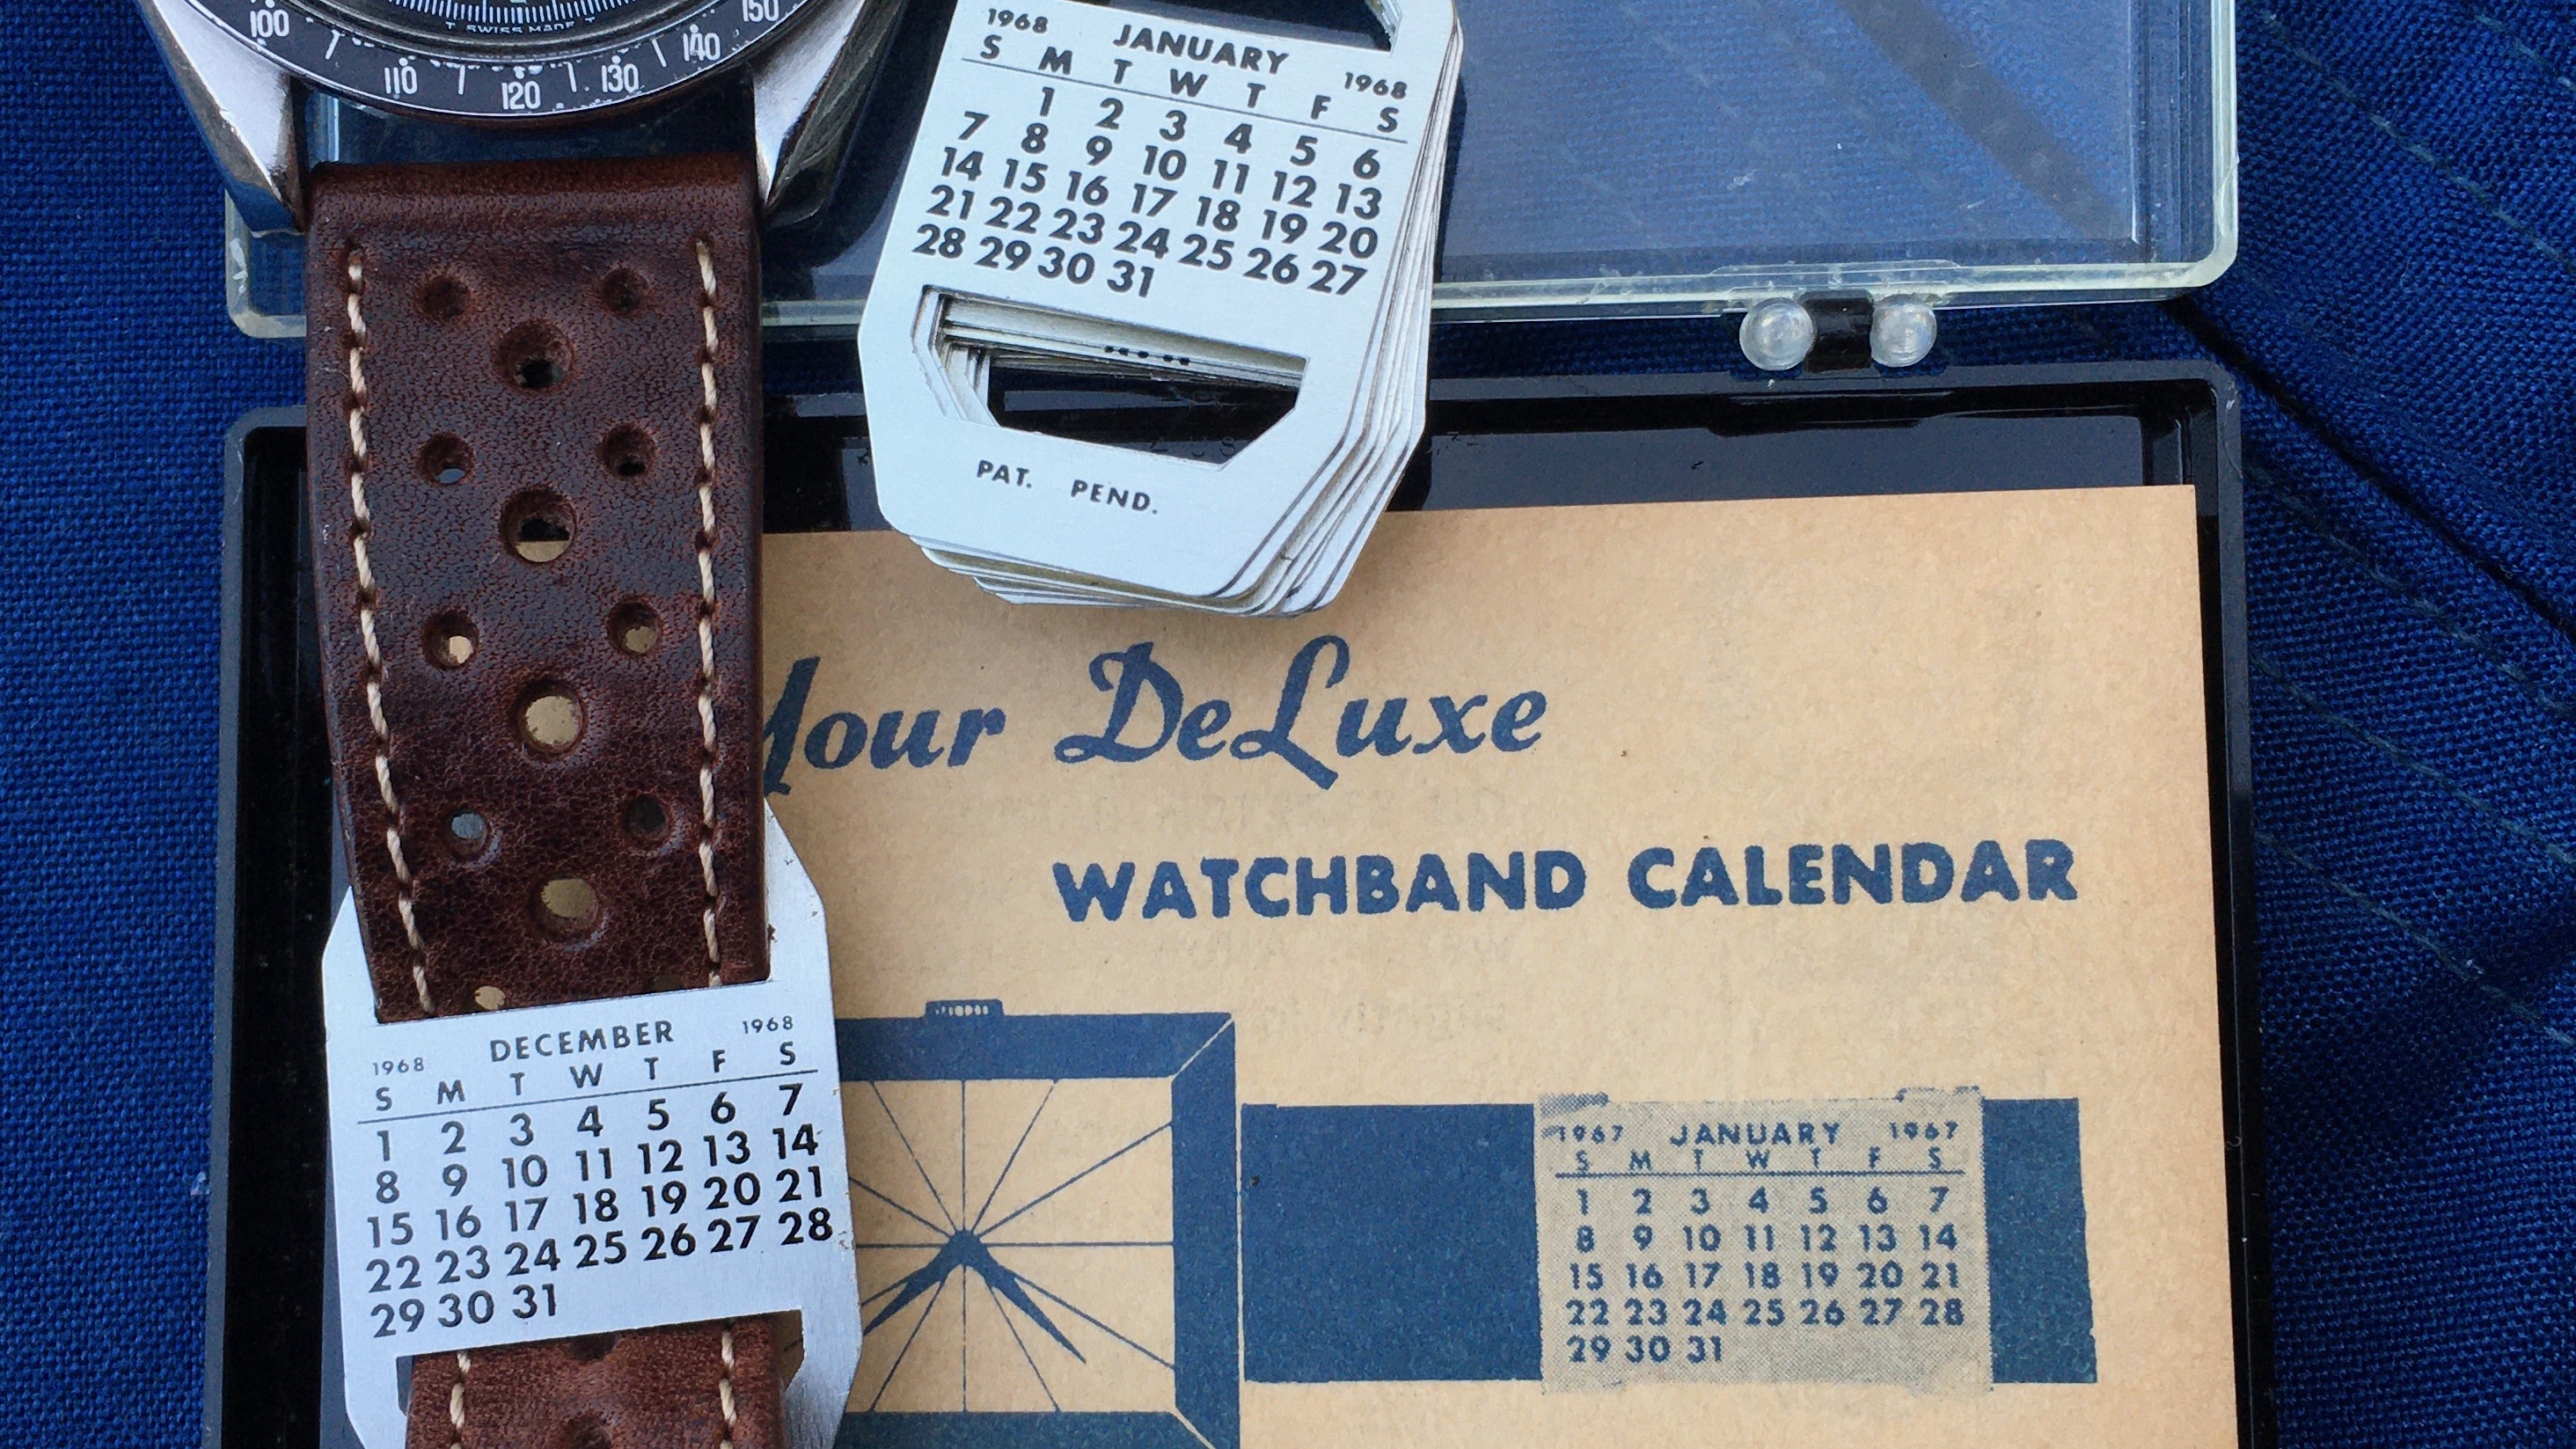 T SWISS MADE T
100 110 120 130 140 150
1968 JANUARY 1968
S M T W T F S
1 2 3 4 5 6
7 8 9 10 11 12 13
14 15 16 17 18 19 20
21 22 23 24 25 26 27
28 29 30 31
PAT. PEND.
Your DeLuxe
WATCHBAND CALENDAR
1968 DECEMBER 1968
S M T W T F S
1 2 3 4 5 6 7
8 9 10 11 12 13 14
15 16 17 18 19 20 21
22 23 24 25 26 27 28
29 30 31
1967 JANUARY 1967
S M T W T F S
1 2 3 4 5 6 7
8 9 10 11 12 13 14
15 16 17 18 19 20 21
22 23 24 25 26 27 28
29 30 31